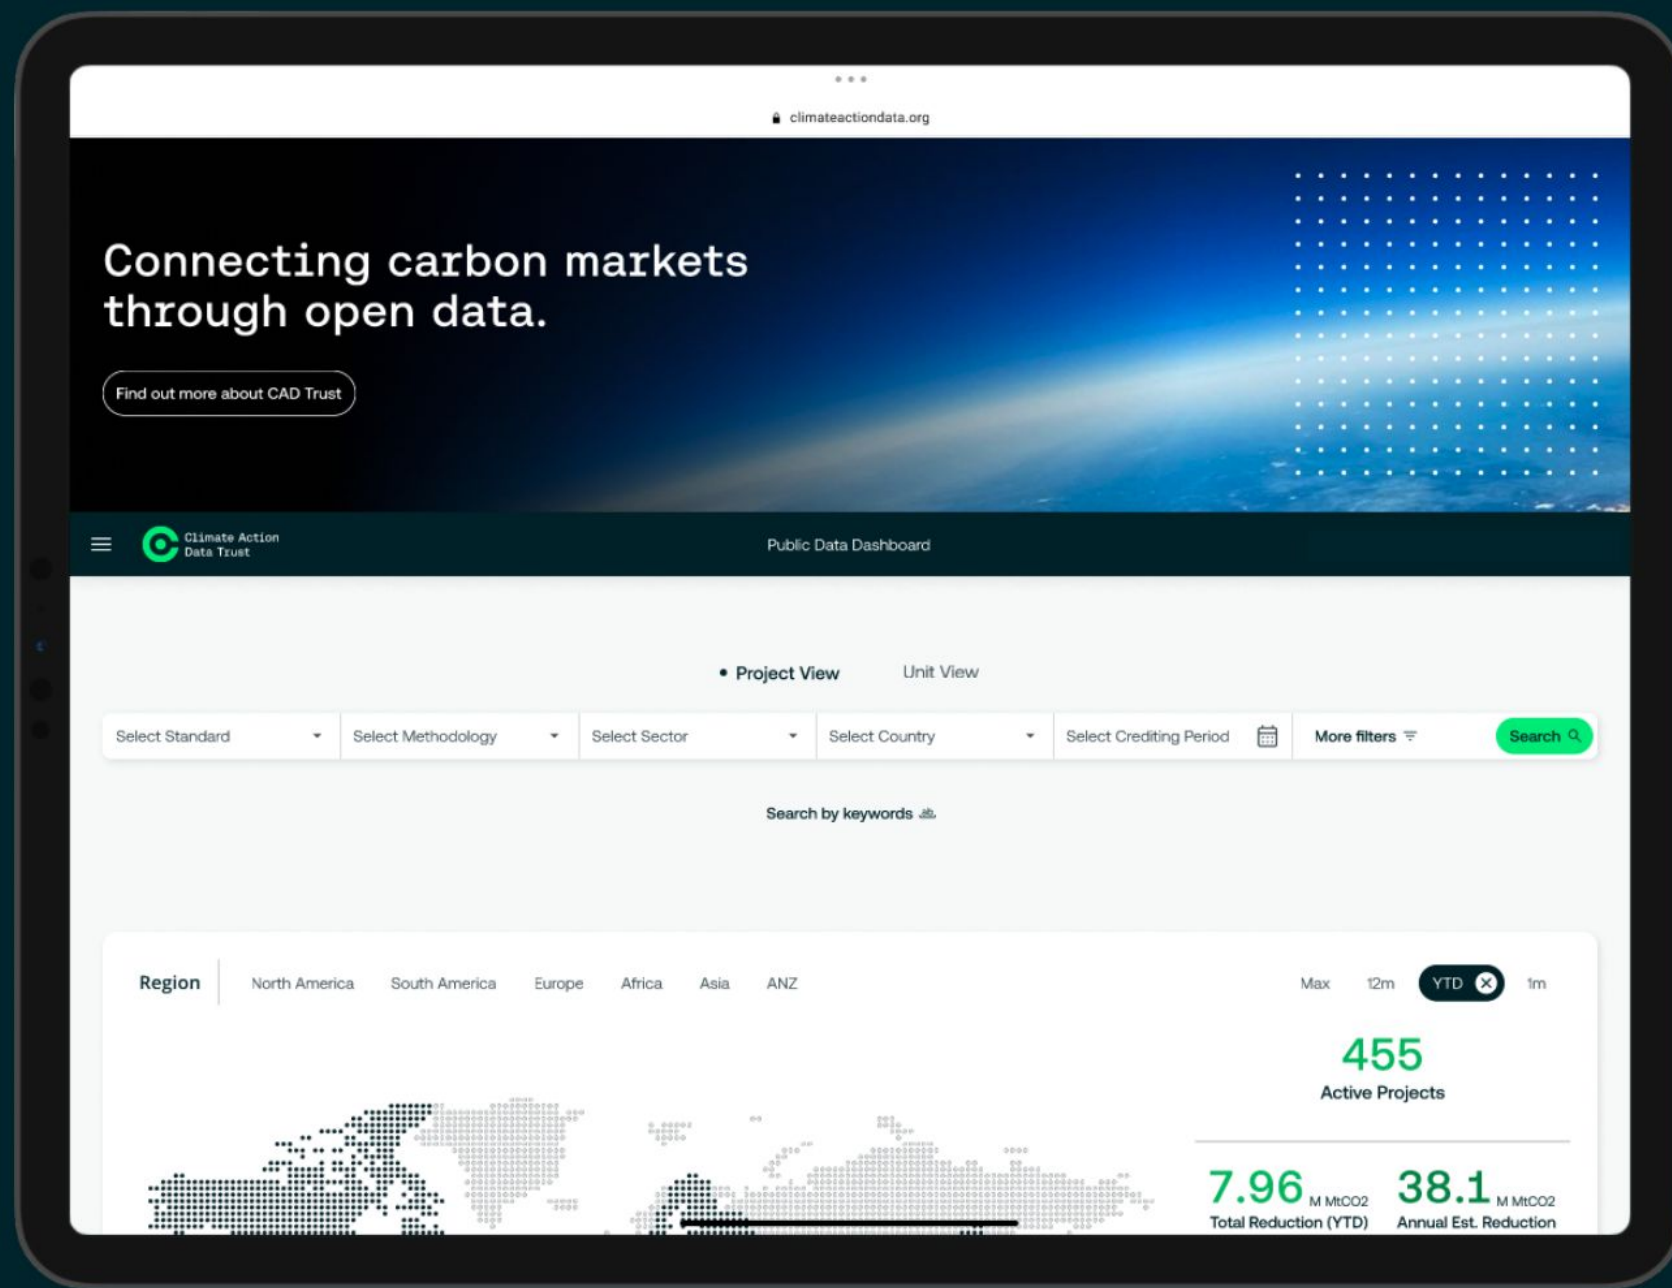 climateactiondata.org
Connecting carbon markets
through open data.
Find out more about CAD Trust
Climate Action
Data Trust
Public Data Dashboard
Project View
Unit View
Select Standard
Select Methodology
Select Sector
Select Country
Select Crediting Period
More filters
Search
Search by keywords
Region
North America
South America
Europe
Africa
Asia
ANZ
Max
12m
YTD
1m
455
Active Projects
7.96 M MtCO2
Total Reduction (YTD)
38.1 M MtCO2
Annual Est. Reduction